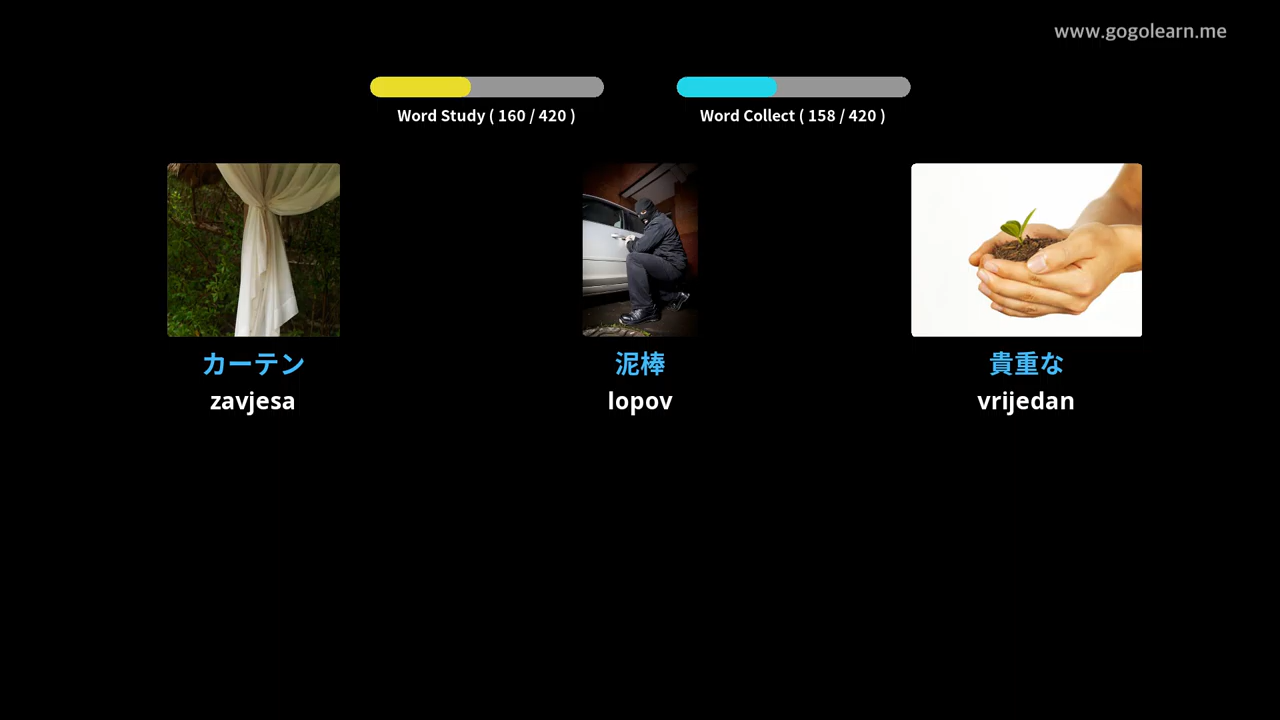 www.gogolearn.me
Word Study ( 160 / 420 )
Word Collect ( 158 / 420 )
カーテン
泥棒
貴重な
zavjesa
lopov
vrijedan